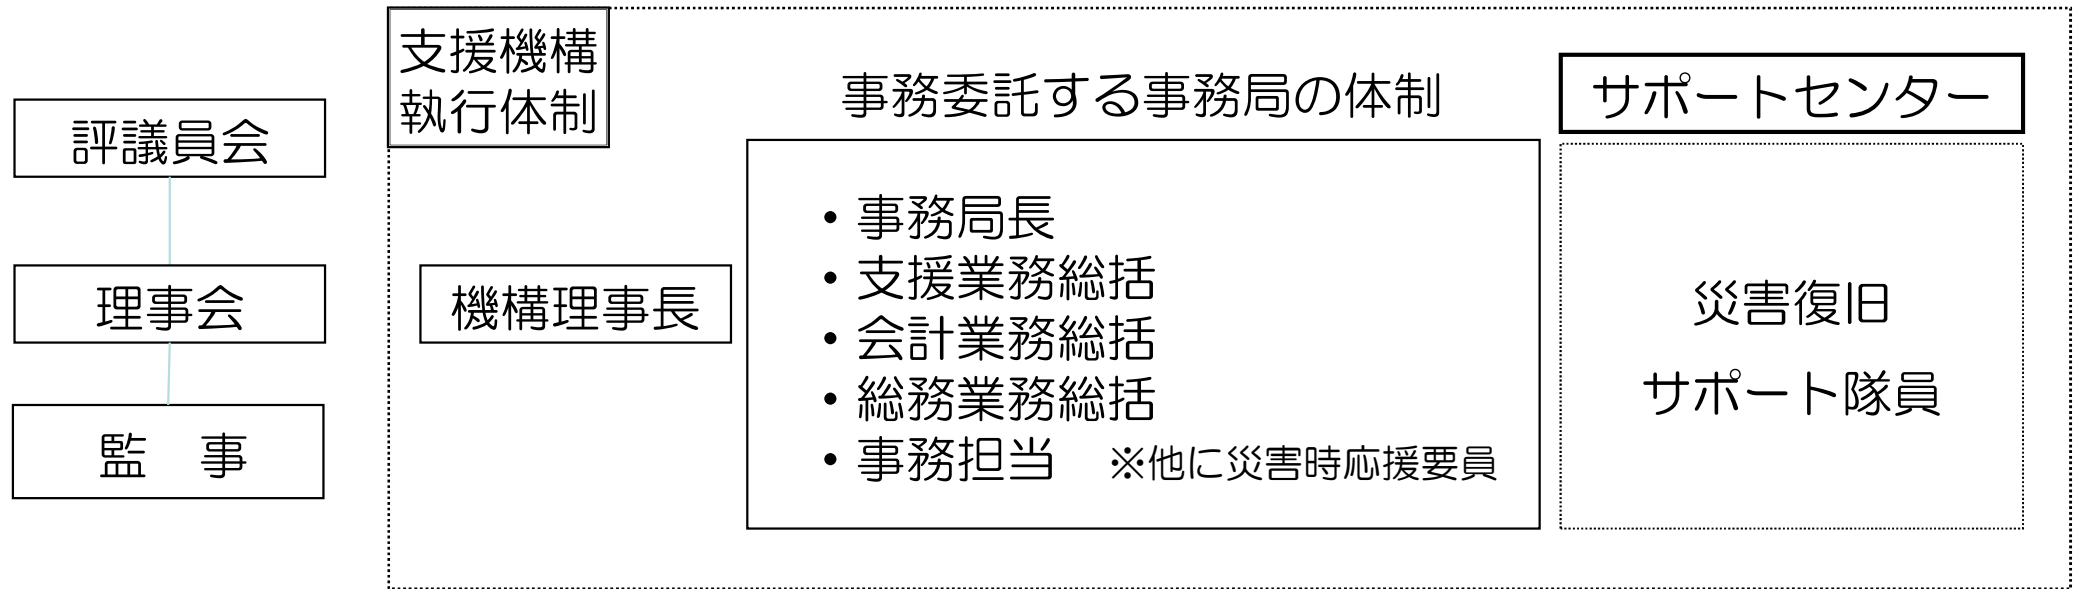 評議員会
理事会
監　事
支援機構
執行体制
機構理事長
事務委託する事務局の体制
・事務局長
・支援業務総括
・会計業務総括
・総務業務総括
・事務担当　※他に災害時応援要員
サポートセンター
災害復旧
サポート隊員